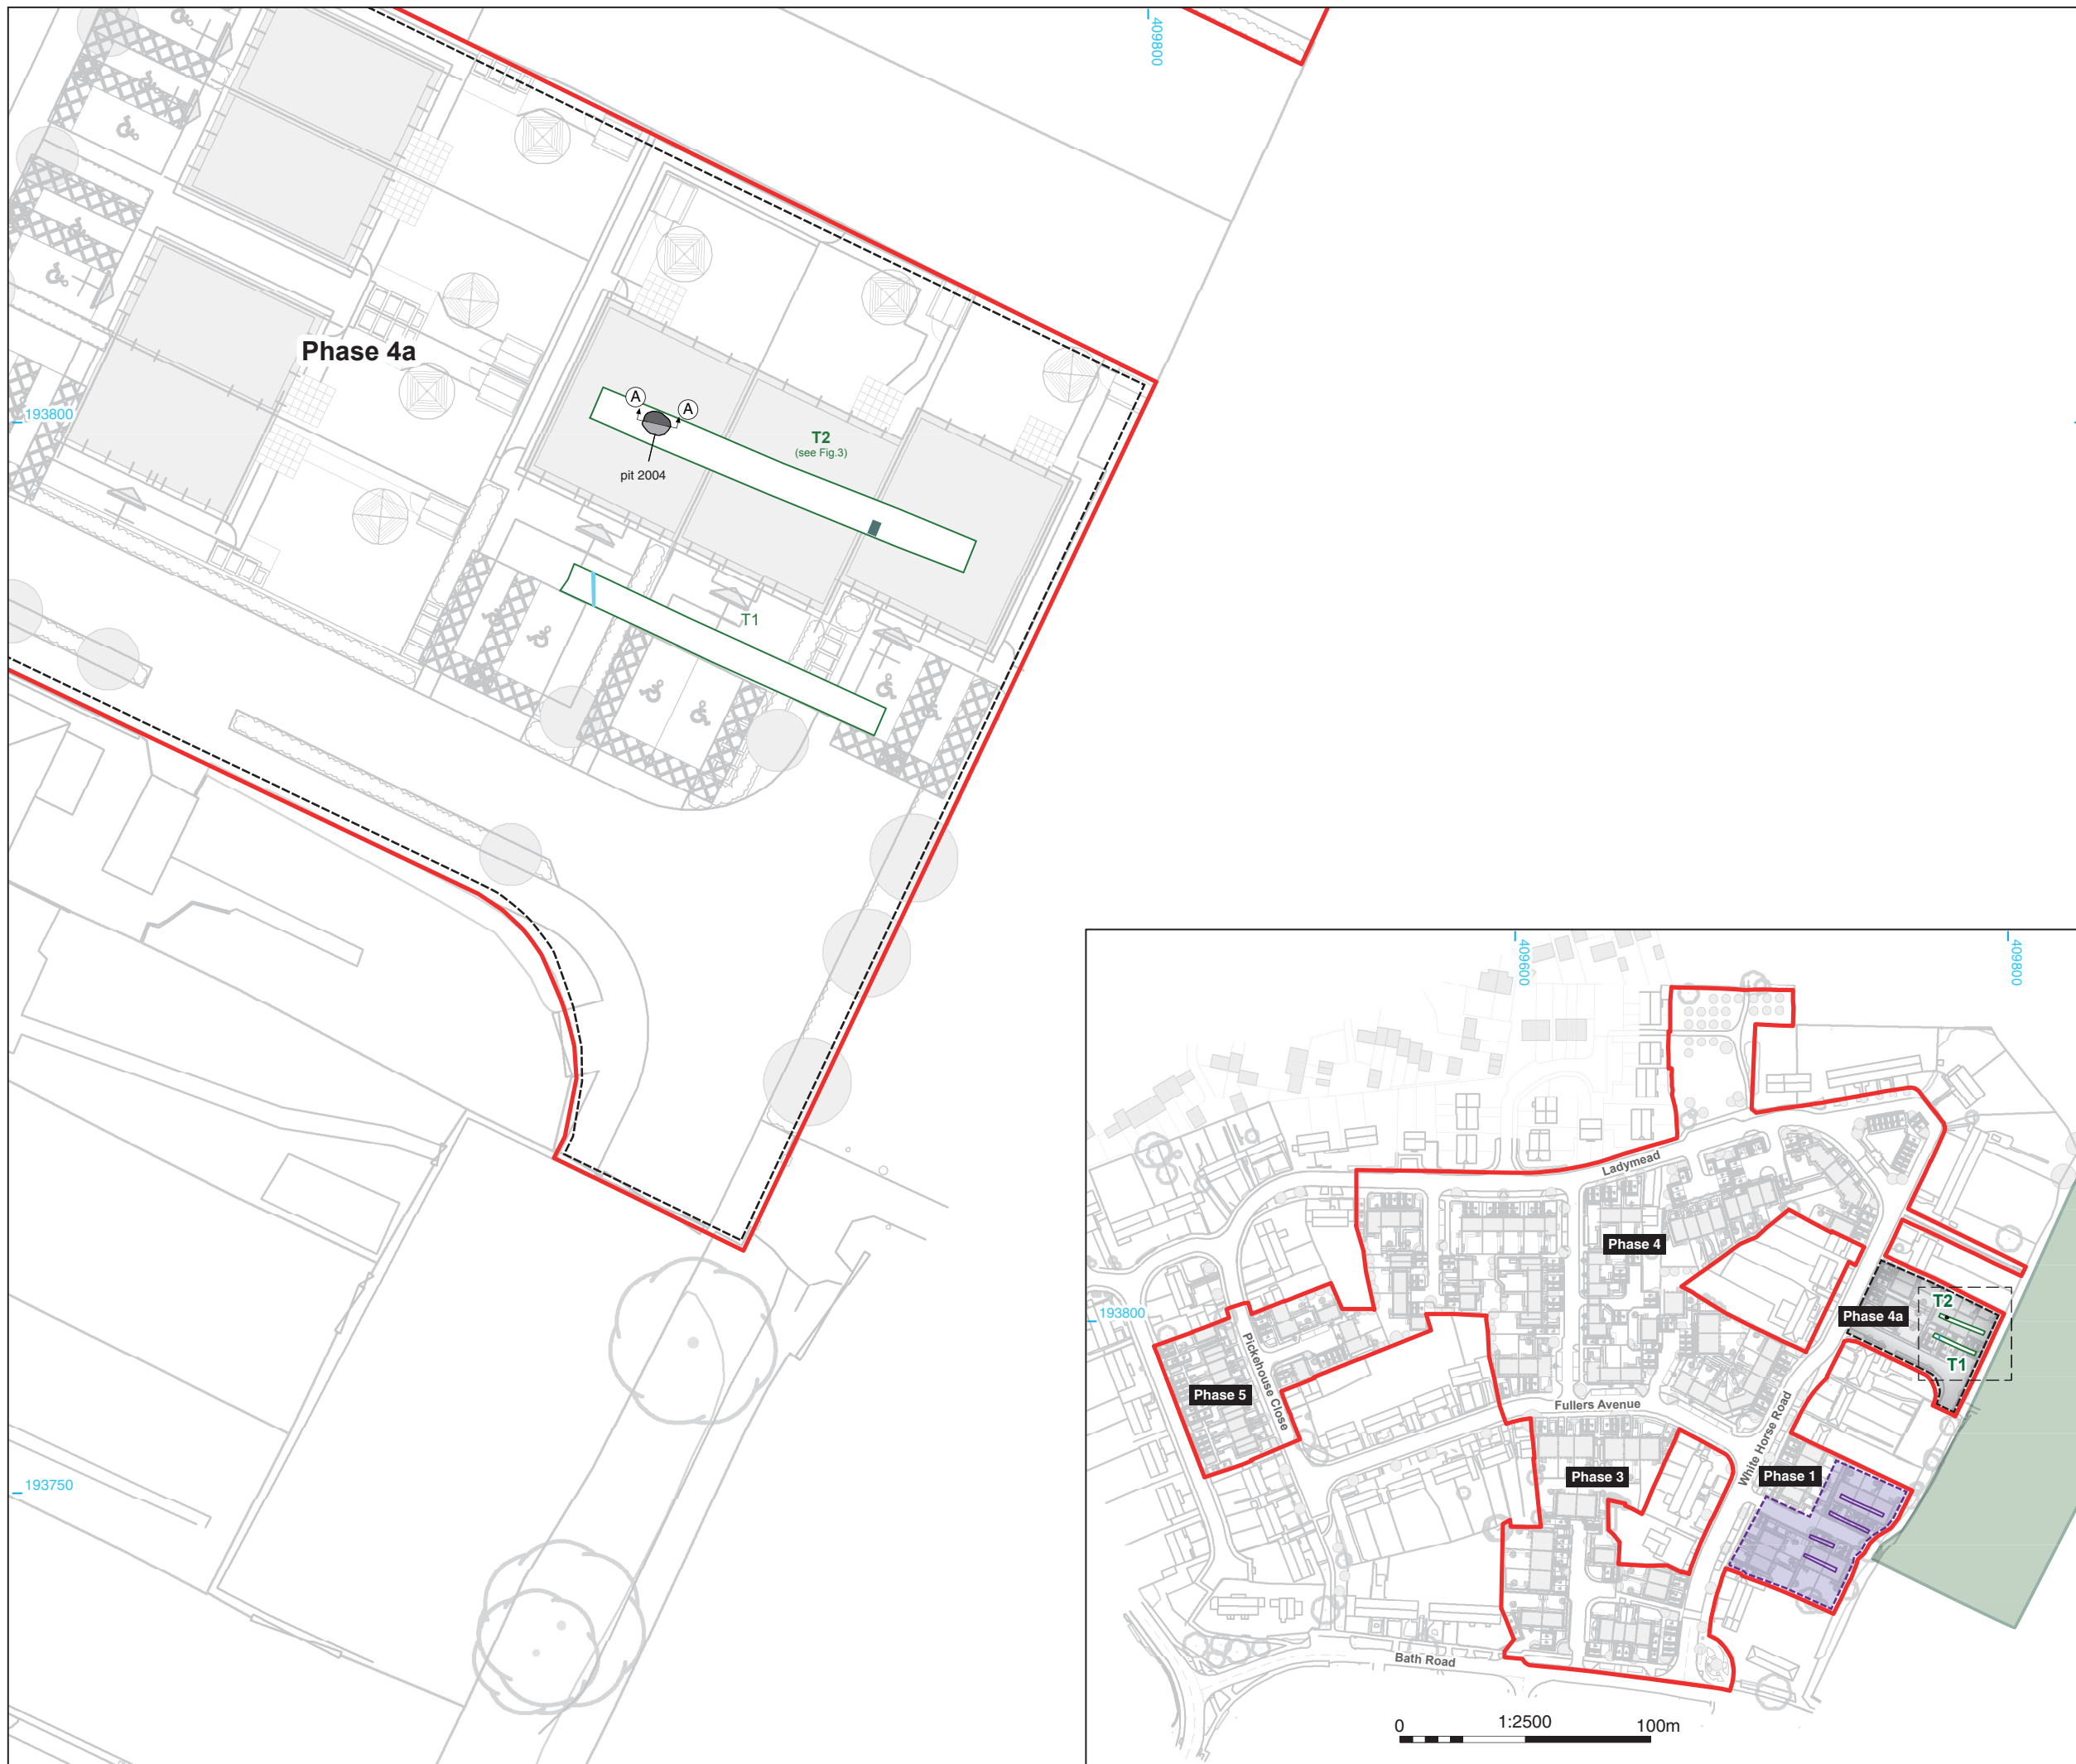 409800
Phase 4a
193800
A
A
T2
(see Fig.3)
pit 2004
T1
193750
409600
409800
Ladymead
Phase 4
193800
T2
Phase 4a
T1
Pickehouse Close
Phase 5
Fullers Avenue
White Horse Road
Phase 3
Phase 1
Bath Road
0
1:2500
100m